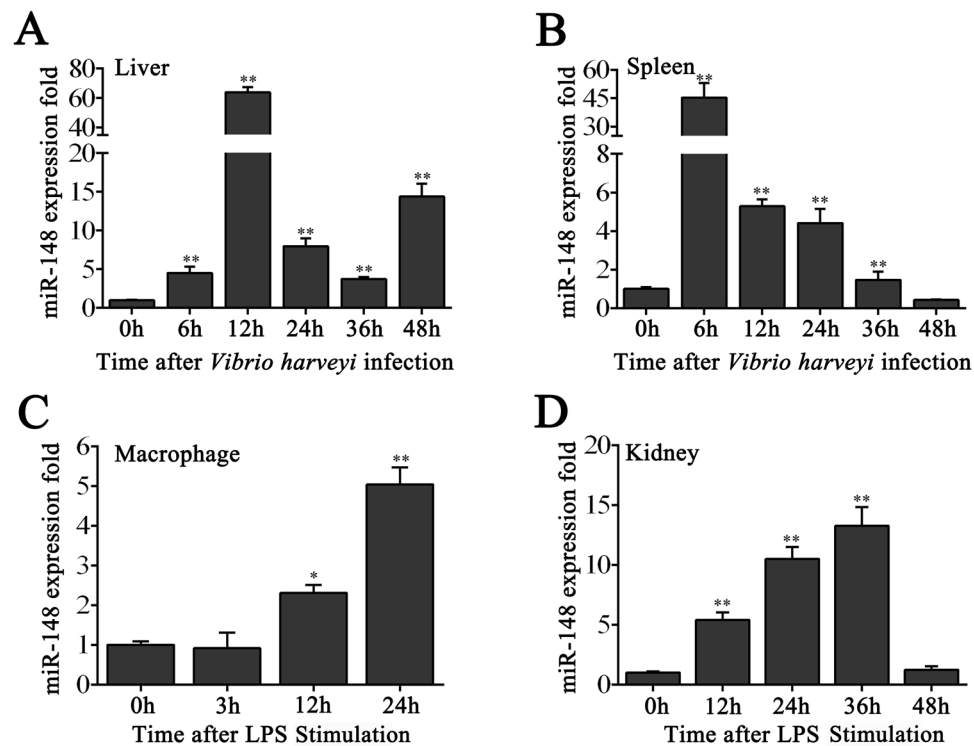 A
Liver
miR-148 expression fold
80
60
40
20
15
10
5
0
**
**
**
**
**
0h 6h 12h 24h 36h 48h
Time after Vibrio harveyi infection
B
Spleen
miR-148 expression fold
60
45
30
8
6
4
2
0
**
**
**
**
0h 6h 12h 24h 36h 48h
Time after Vibrio harveyi infection
C
Macrophage
miR-148 expression fold
6
5
4
3
2
1
0
*
**
0h 3h 12h 24h
Time after LPS Stimulation
D
Kidney
miR-148 expression fold
20
15
10
5
0
**
**
**
0h 12h 24h 36h 48h
Time after LPS Stimulation